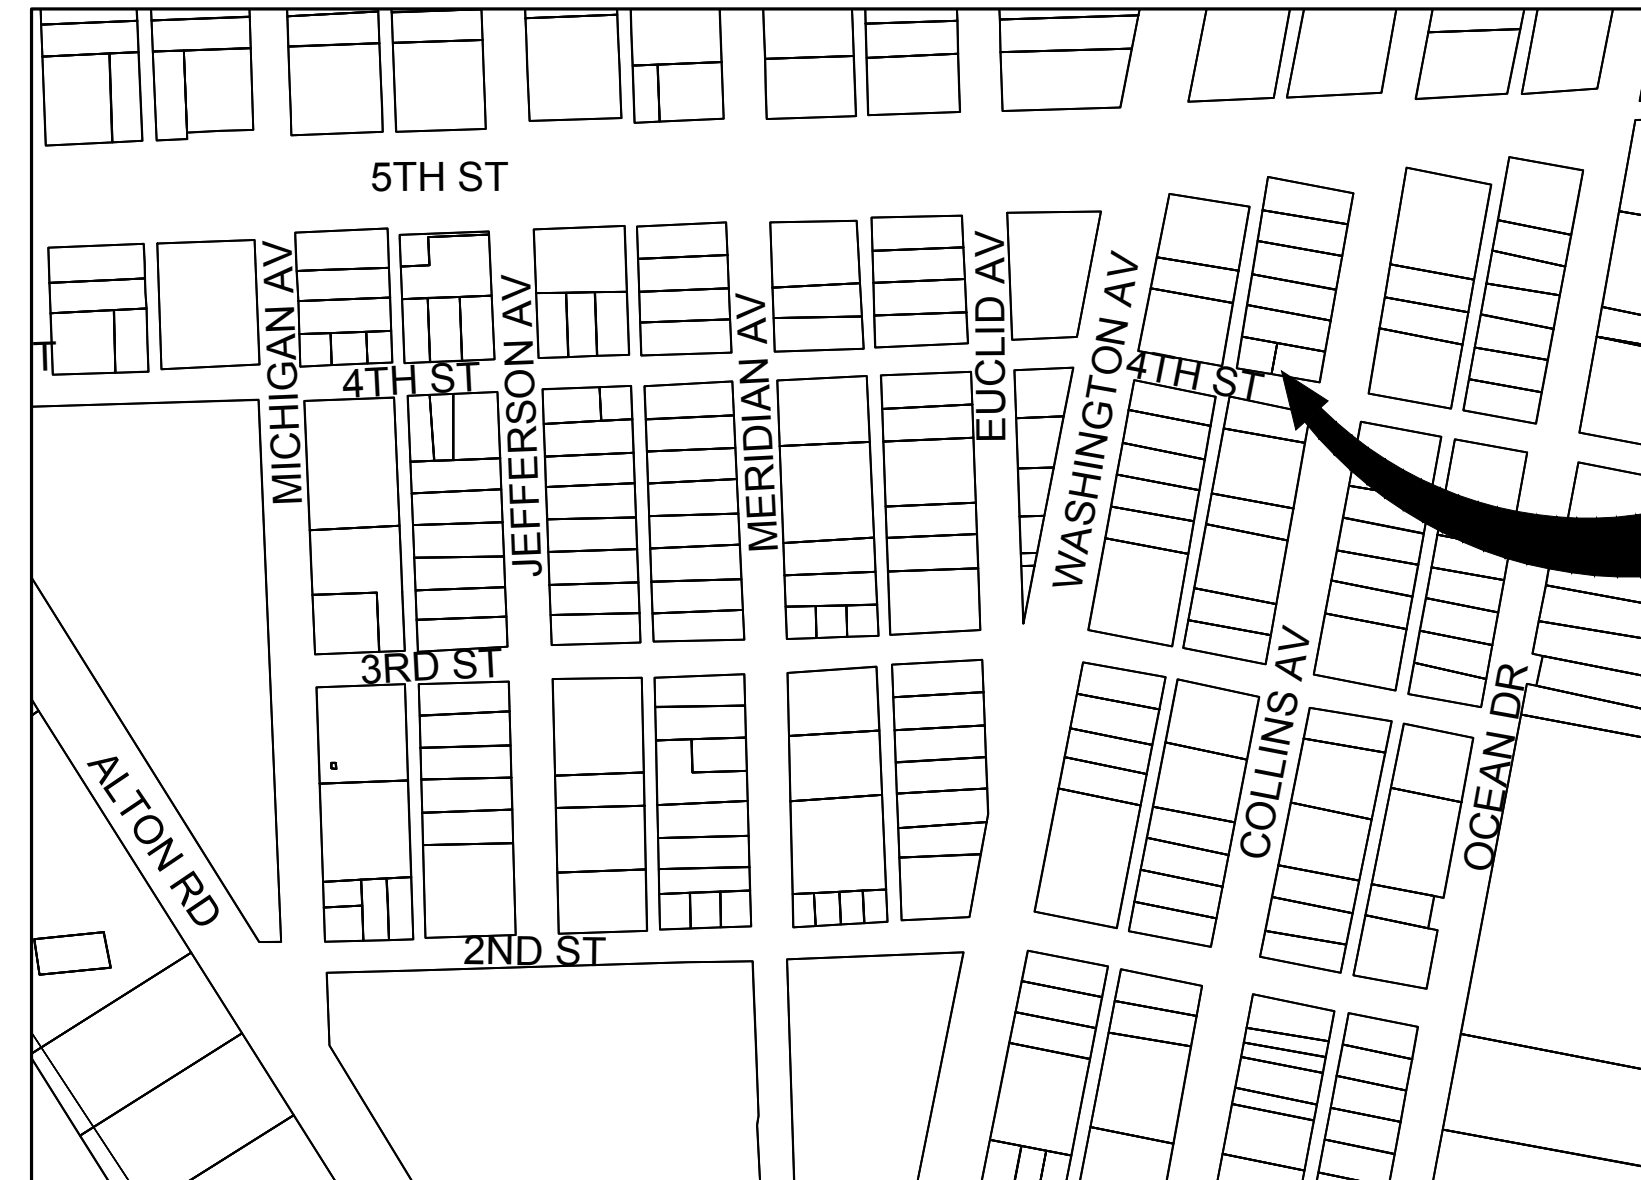 5TH ST
MICHIGAN AV
JEFFERSON AV
MERIDIAN AV
EUCLID AV
WASHINGTON AV
T
4TH ST
4TH ST
3RD ST
COLLINS AV
OCEAN DR
ALTON RD
2ND ST